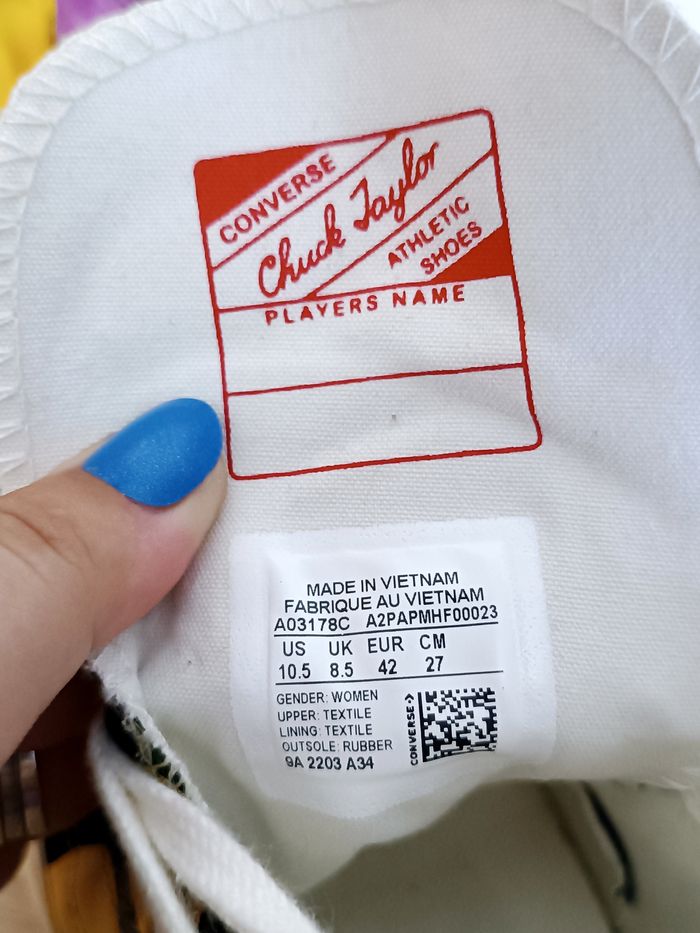 CONVERSE
Chuck Taylor
ATHLETIC
SHOES
PLAYERS NAME
MADE IN VIETNAM
FABRIQUE AU VIETNAM
A03178C A2PAPMHF00023
US UK EUR CM
10.5 8.5 42 27
GENDER: WOMEN
UPPER: TEXTILE
LINING: TEXTILE
OUTSOLE: RUBBER
9A 2203 A34
CONVERSE